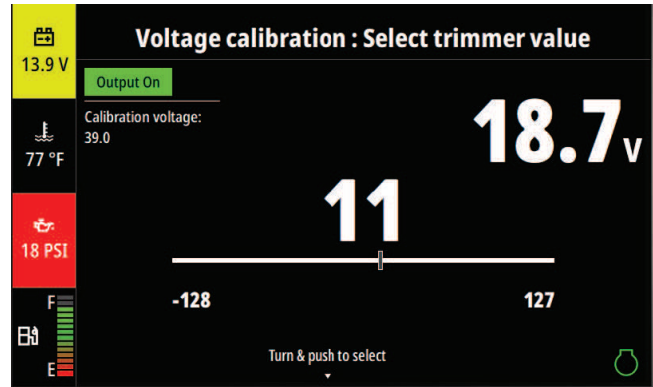 Voltage calibration : Select trimmer value
13.9 V
Output On
Calibration voltage:
39.0
18.7 V
77 °F
11
18 PSI
-128
127
F
E
Turn & push to select